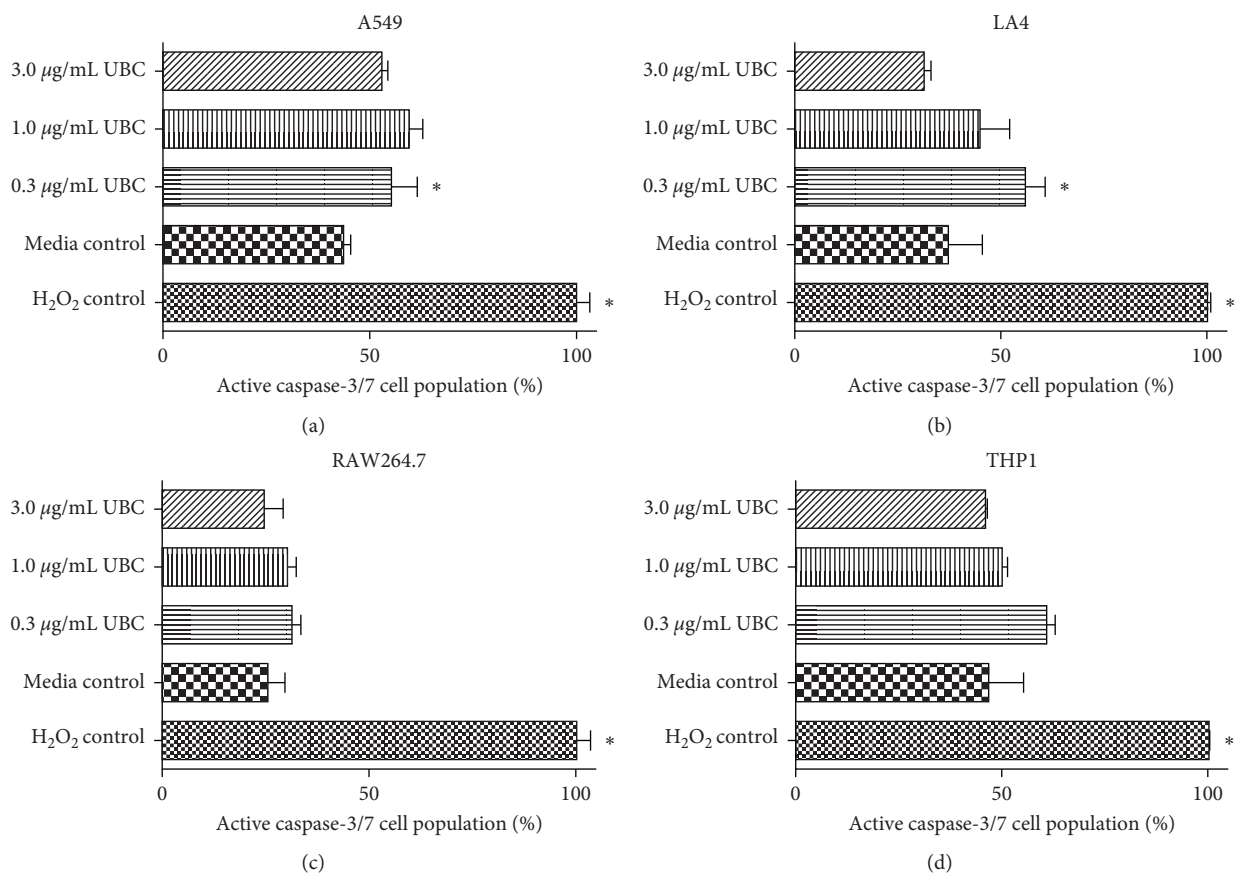 A549
3.0 µg/mL UBC
1.0 µg/mL UBC
0.3 µg/mL UBC
*
Media control
H₂O₂ control
*
0 50 100
Active caspase-3/7 cell population (%)
(a)
LA4
3.0 µg/mL UBC
1.0 µg/mL UBC
0.3 µg/mL UBC
*
Media control
H₂O₂ control
*
0 50 100
Active caspase-3/7 cell population (%)
(b)
RAW264.7
3.0 µg/mL UBC
1.0 µg/mL UBC
0.3 µg/mL UBC
Media control
H₂O₂ control
*
0 50 100
Active caspase-3/7 cell population (%)
(c)
THP1
3.0 µg/mL UBC
1.0 µg/mL UBC
0.3 µg/mL UBC
Media control
H₂O₂ control
*
0 50 100
Active caspase-3/7 cell population (%)
(d)